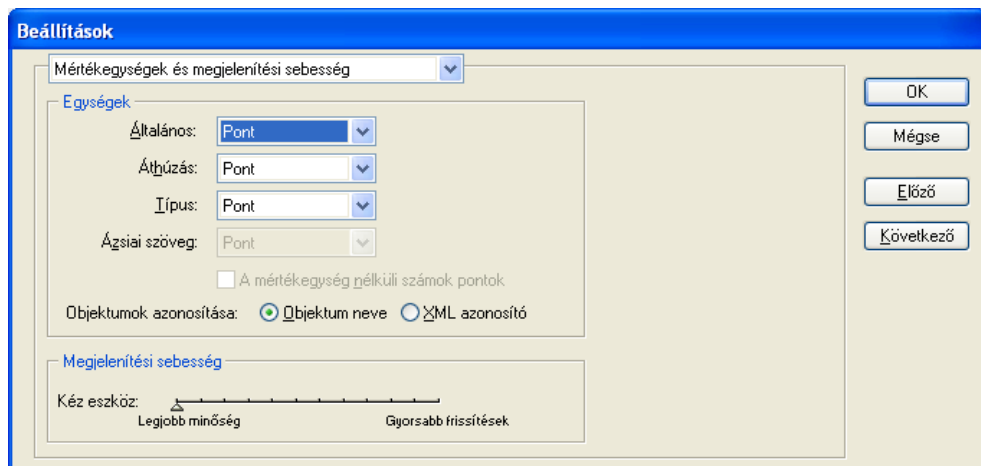 Beállítások
Mértékegységek és megjelenítési sebesség
OK
Mégse
Előző
Következő
Egységek
Általános: Pont
Áthúzás: Pont
Típus: Pont
Ázsiai szöveg: Pont
A mértékegység nélküli számok pontok
Objektumok azonosítása: Objektum neve XML azonosító
Megjelenítési sebesség
Kéz eszköz:
Legjobb minőség Gyorsabb frissítések